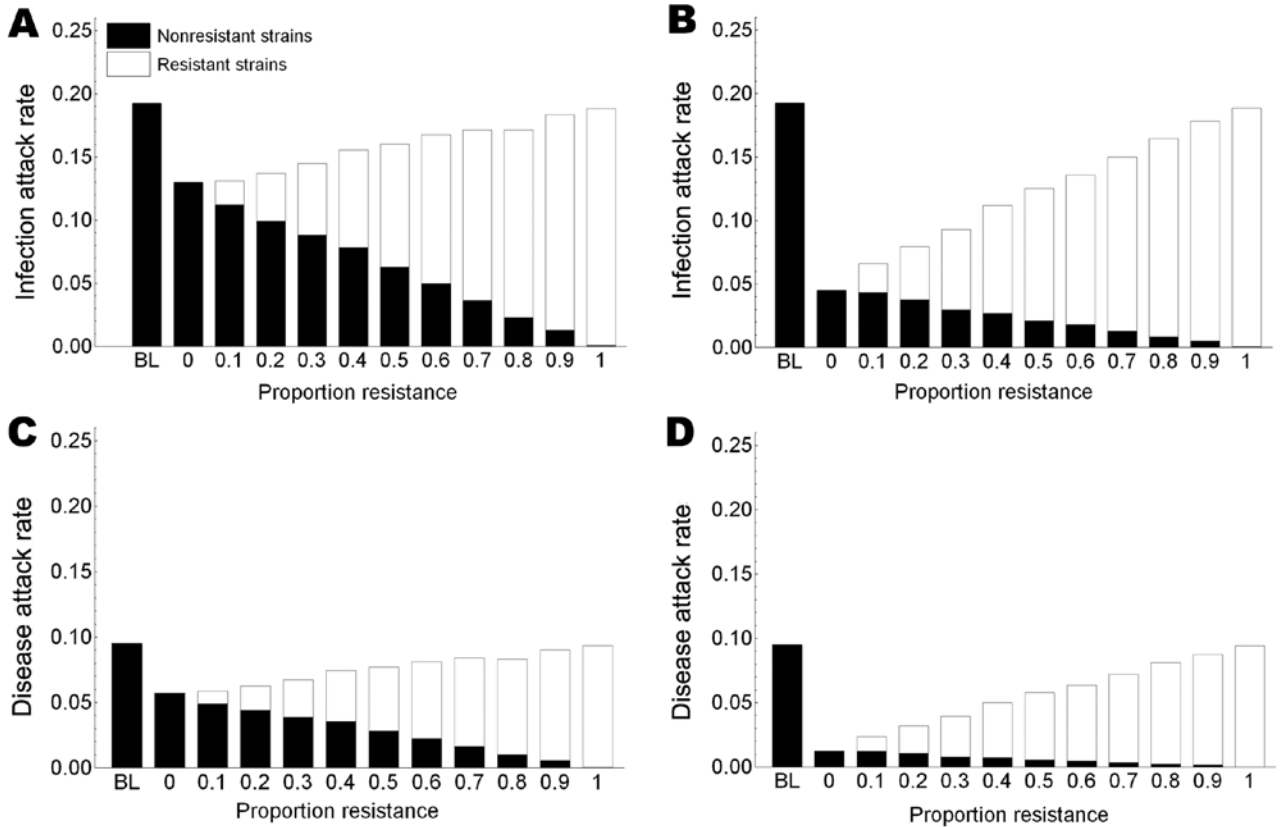 A
Nonresistant strains
Resistant strains
Infection attack rate
0.25
0.20
0.15
0.10
0.05
0.00
BL 0 0.1 0.2 0.3 0.4 0.5 0.6 0.7 0.8 0.9 1
Proportion resistance
B
Infection attack rate
0.25
0.20
0.15
0.10
0.05
0.00
BL 0 0.1 0.2 0.3 0.4 0.5 0.6 0.7 0.8 0.9 1
Proportion resistance
C
Disease attack rate
0.25
0.20
0.15
0.10
0.05
0.00
BL 0 0.1 0.2 0.3 0.4 0.5 0.6 0.7 0.8 0.9 1
Proportion resistance
D
Disease attack rate
0.25
0.20
0.15
0.10
0.05
0.00
BL 0 0.1 0.2 0.3 0.4 0.5 0.6 0.7 0.8 0.9 1
Proportion resistance